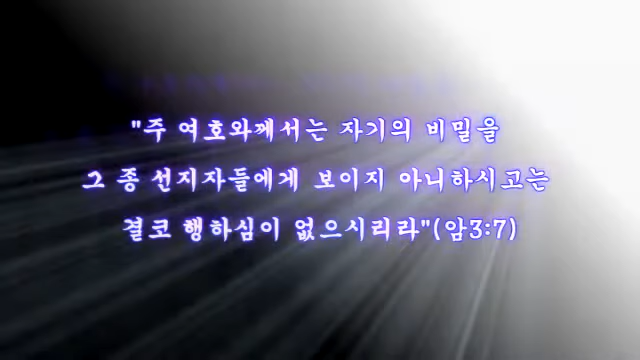 "주 여호와께서는 자기의 비밀을
그 종 선지자들에게 보이지 아니하시고는
결코 행하심이 없으시리라"(암3:7)